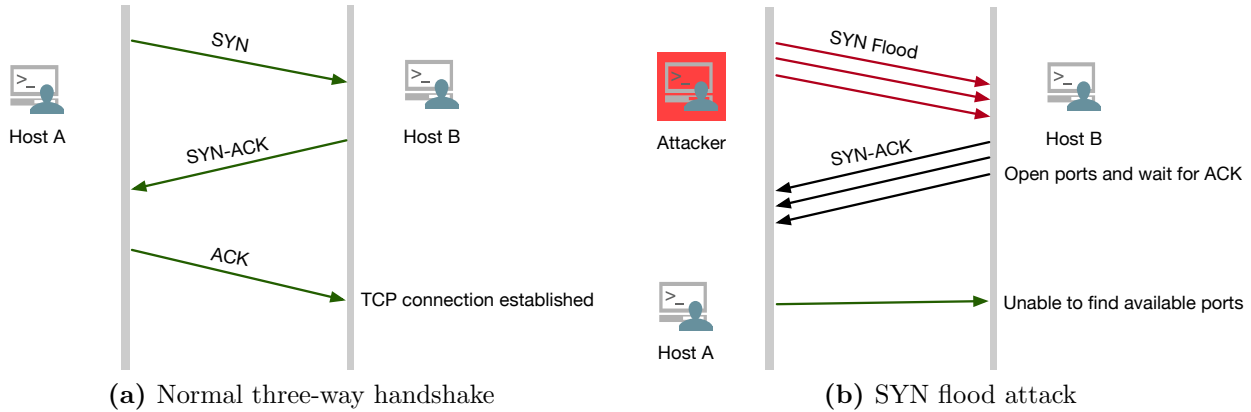 SYN
>_
Host A
>_
Host B
SYN-ACK
ACK
TCP connection established
(a) Normal three-way handshake
SYN Flood
>_
Attacker
>_
Host B
SYN-ACK
Open ports and wait for ACK
>_
Host A
Unable to find available ports
(b) SYN flood attack